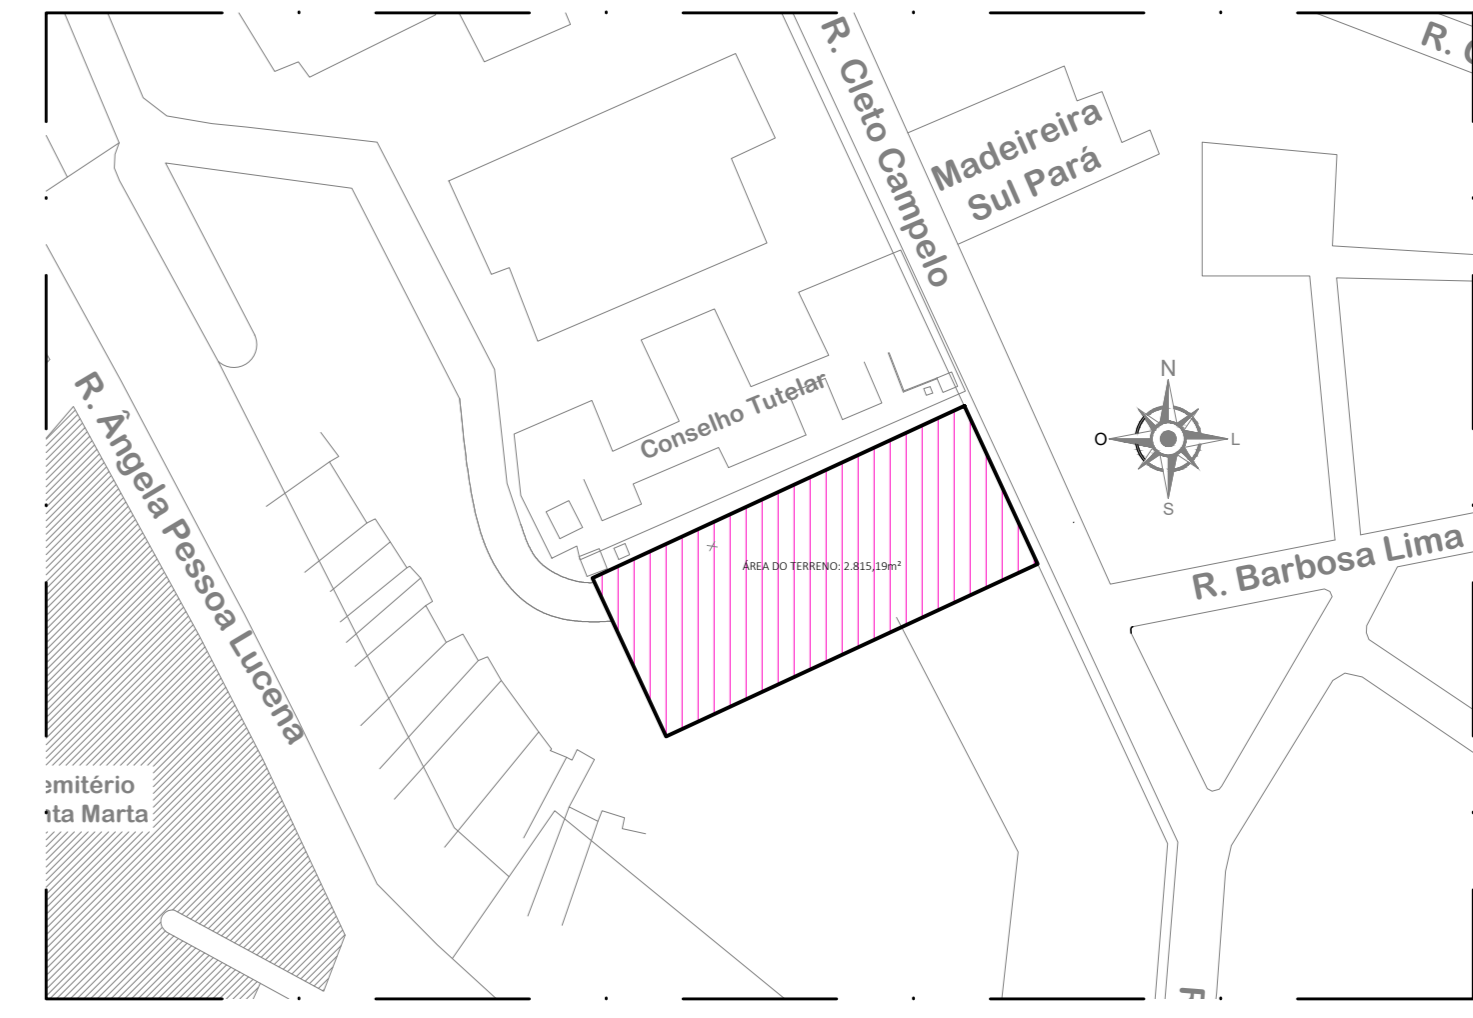 R. Cleto Campelo
Madeireira
Sul Pará
Conselho Tutelar
N
O
L
S
R. Ângela Pessoa Lucena
ÁREA DO TERRENO: 2.815,19m²
R. Barbosa Lima
emitério
nta Marta
R.